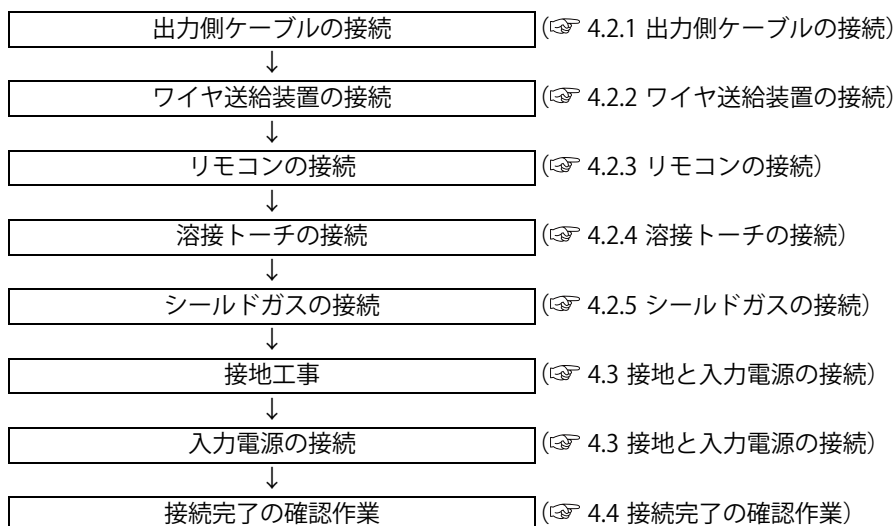 出力側ケーブルの接続 (☞ 4.2.1 出力側ケーブルの接続)
↓
ワイヤ送給装置の接続 (☞ 4.2.2 ワイヤ送給装置の接続)
↓
リモコンの接続 (☞ 4.2.3 リモコンの接続)
↓
溶接トーチの接続 (☞ 4.2.4 溶接トーチの接続)
↓
シールドガスの接続 (☞ 4.2.5 シールドガスの接続)
↓
接地工事 (☞ 4.3 接地と入力電源の接続)
↓
入力電源の接続 (☞ 4.3 接地と入力電源の接続)
↓
接続完了の確認作業 (☞ 4.4 接続完了の確認作業)